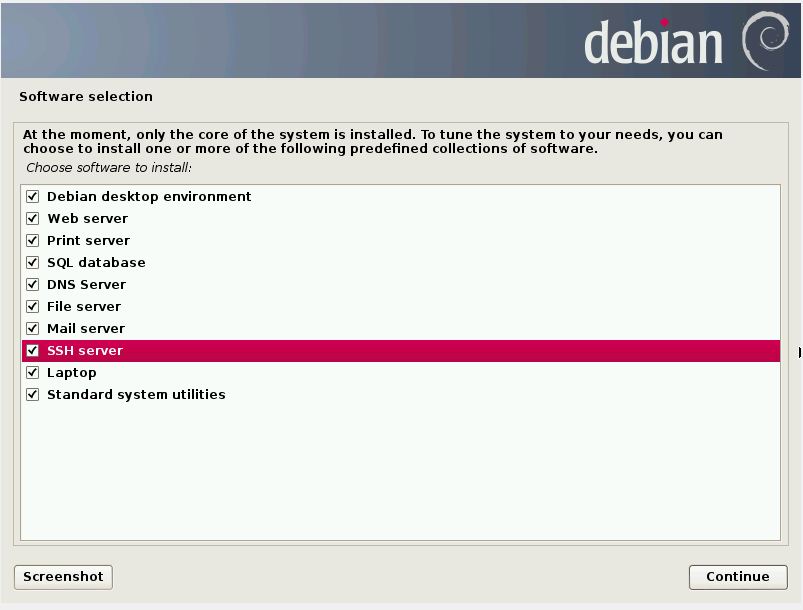 debian
Software selection
At the moment, only the core of the system is installed. To tune the system to your needs, you can
choose to install one or more of the following predefined collections of software.
Choose software to install:
Debian desktop environment
Web server
Print server
SQL database
DNS Server
File server
Mail server
SSH server
Laptop
Standard system utilities
Screenshot
Continue